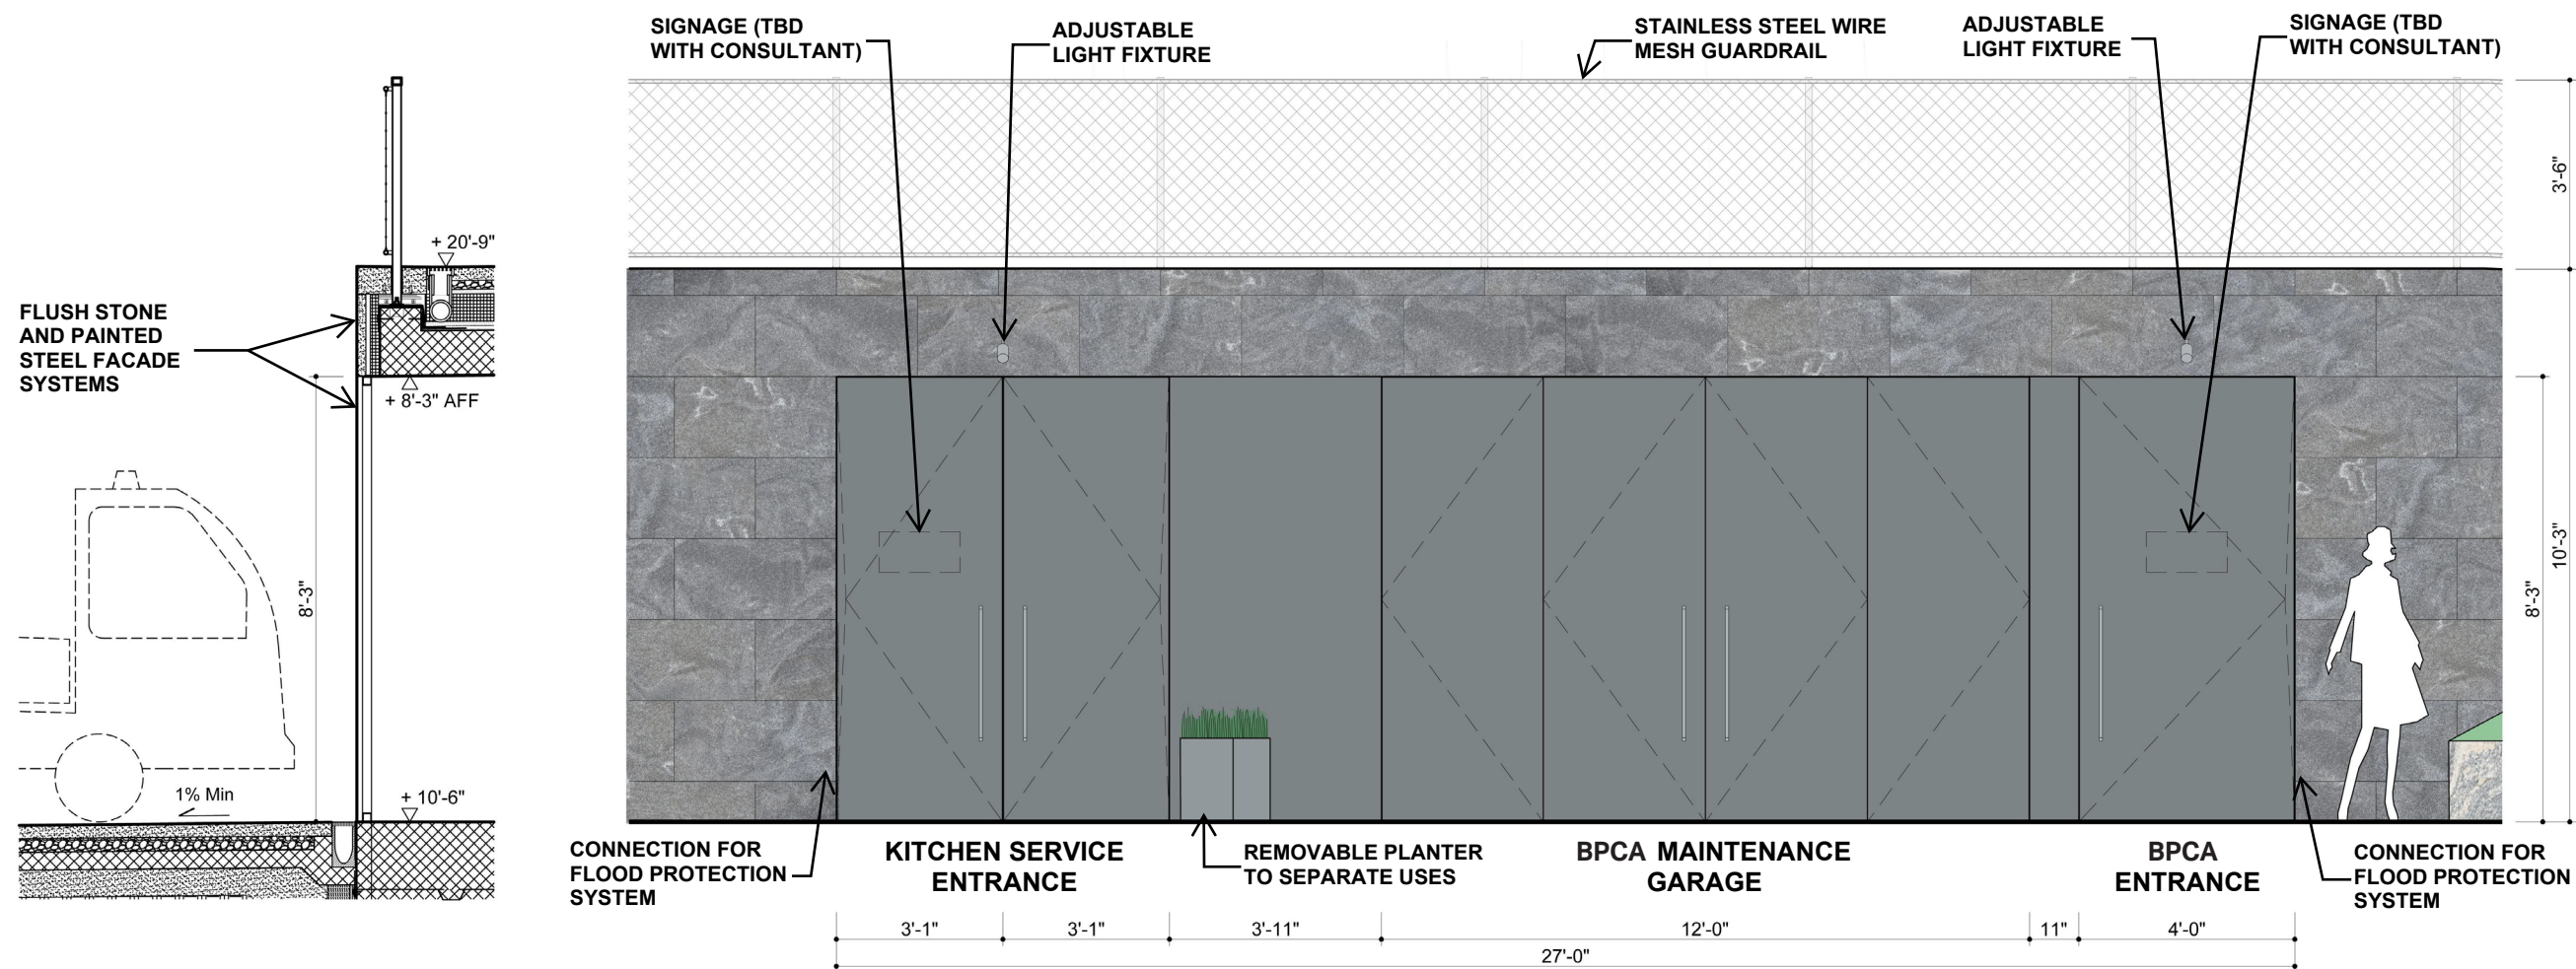 SIGNAGE (TBD
WITH CONSULTANT)
ADJUSTABLE
LIGHT FIXTURE
STAINLESS STEEL WIRE
MESH GUARDRAIL
ADJUSTABLE
LIGHT FIXTURE
SIGNAGE (TBD
WITH CONSULTANT)
3'-6"
+ 20'-9"
FLUSH STONE
AND PAINTED
STEEL FACADE
SYSTEMS
+ 8'-3" AFF
8'-3"
10'-3"
8'-3"
1% Min
+ 10'-6"
CONNECTION FOR
FLOOD PROTECTION
SYSTEM
KITCHEN SERVICE
ENTRANCE
REMOVABLE PLANTER
TO SEPARATE USES
BPCA MAINTENANCE
GARAGE
BPCA
ENTRANCE
CONNECTION FOR
FLOOD PROTECTION
SYSTEM
3'-1"
3'-1"
3'-11"
12'-0"
11"
4'-0"
27'-0"